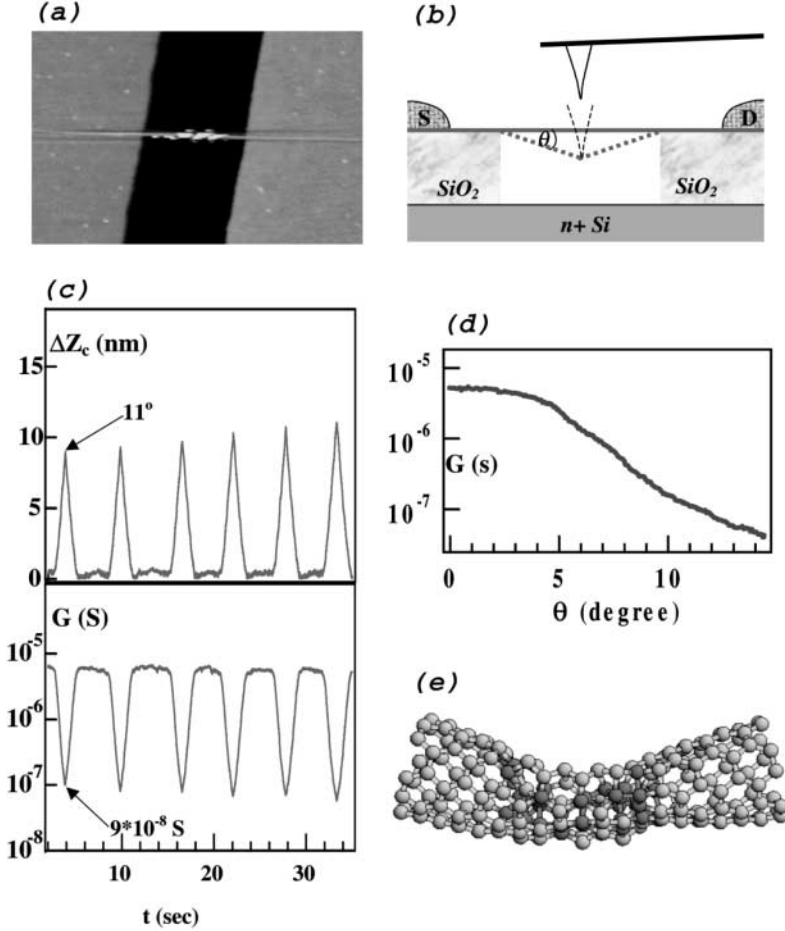 (a)
(b)
S
D
θ
SiO₂
SiO₂
n+ Si
(c)
ΔZc (nm)
15
10
5
0
11°
G (S)
10⁻⁵
10⁻⁶
10⁻⁷
10⁻⁸
9*10⁻⁸ S
10
20
30
t (sec)
(d)
10⁻⁵
10⁻⁶
10⁻⁷
G (s)
0
5
10
θ (degree)
(e)